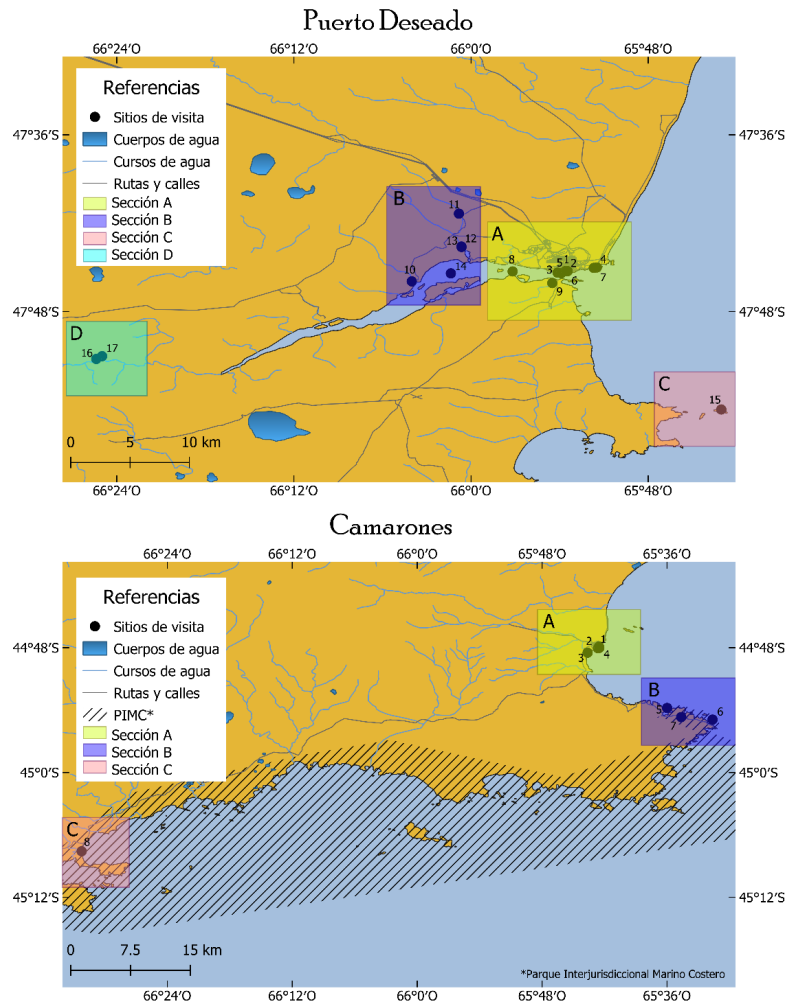 Puerto Deseado
66°24'O 66°12'O 66°0'O 65°48'O
Referencias
Sitios de visita
Cuerpos de agua
Cursos de agua
Rutas y calles
Sección A
Sección B
Sección C
Sección D
47°36'S 47°36'S
B
11
A
13 12
8 3 5 1 2 4
10 14 6 7
9
47°48'S 47°48'S
D
16 17
C
15
0 5 10 km
66°24'O 66°12'O 66°0'O 65°48'O
Camarones
66°24'O 66°12'O 66°0'O 65°48'O 65°36'O
Referencias
Sitios de visita
Cuerpos de agua
Cursos de agua
Rutas y calles
PIMC*
Sección A
Sección B
Sección C
A
44°48'S 44°48'S
2 1
3 4
B
5 6
7
45°0'S 45°0'S
C
8
45°12'S 45°12'S
0 7.5 15 km
*Parque Interjurisdiccional Marino Costero
66°24'O 66°12'O 66°0'O 65°48'O 65°36'O